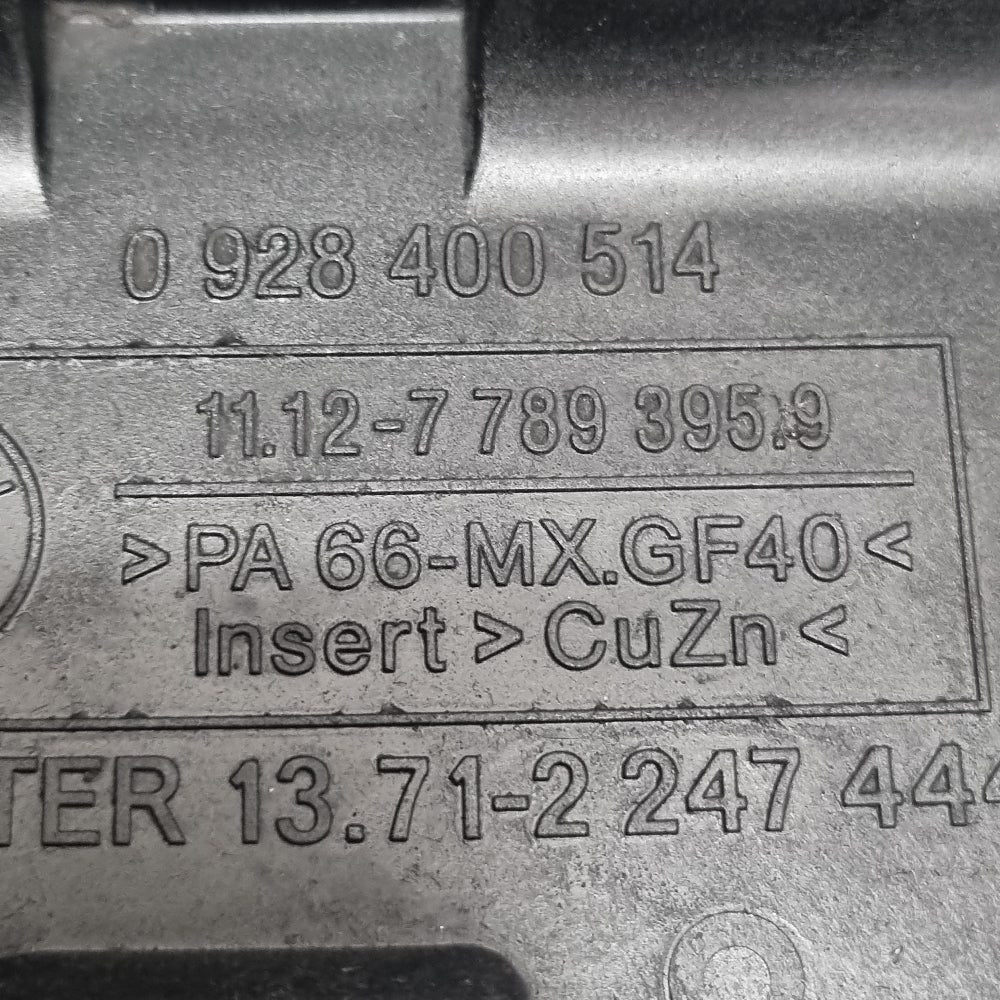 0 928 400 514
11.12-7 789 395.9
>PA 66-MX.GF40<
Insert >CuZn<
TER 13.71-2 247 444